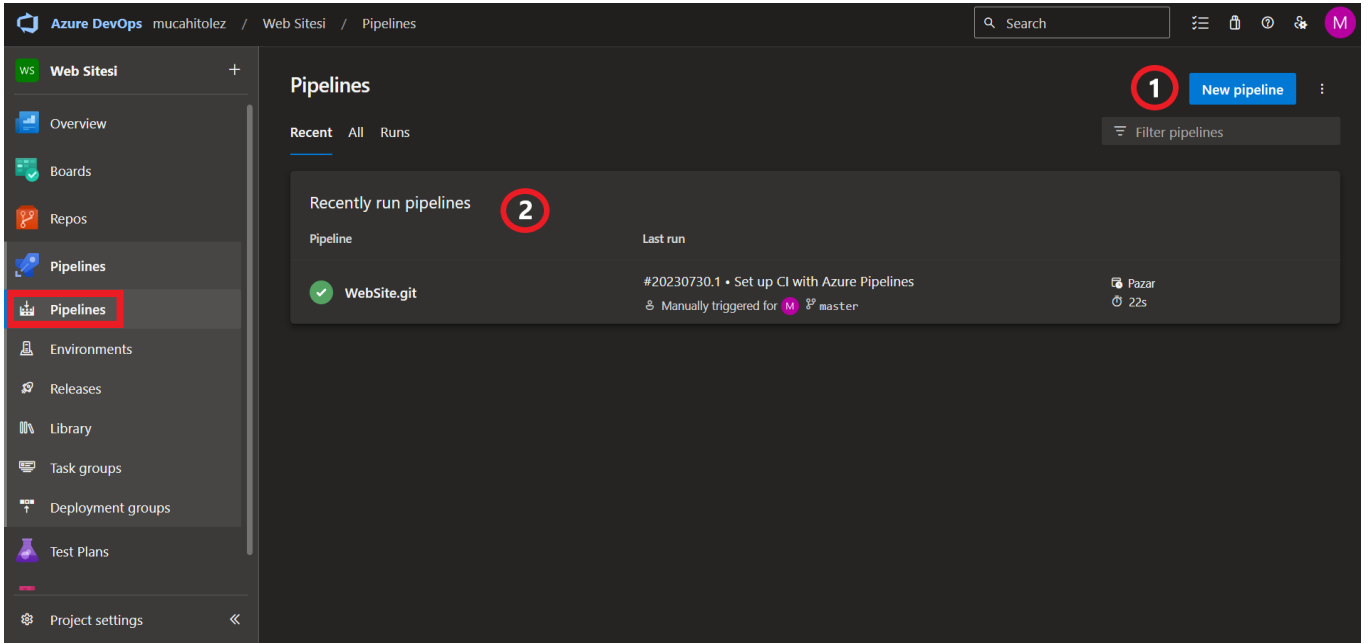 Azure DevOps mucahitolez / Web Sitesi / Pipelines
Search
M
WS Web Sitesi
Overview
Boards
Repos
Pipelines
Pipelines
Environments
Releases
Library
Task groups
Deployment groups
Test Plans
Project settings
Pipelines
1
New pipeline
Recent All Runs
Filter pipelines
Recently run pipelines
2
Pipeline Last run
WebSite.git
#20230730.1 • Set up CI with Azure Pipelines
Manually triggered for M master
Pazar
22s